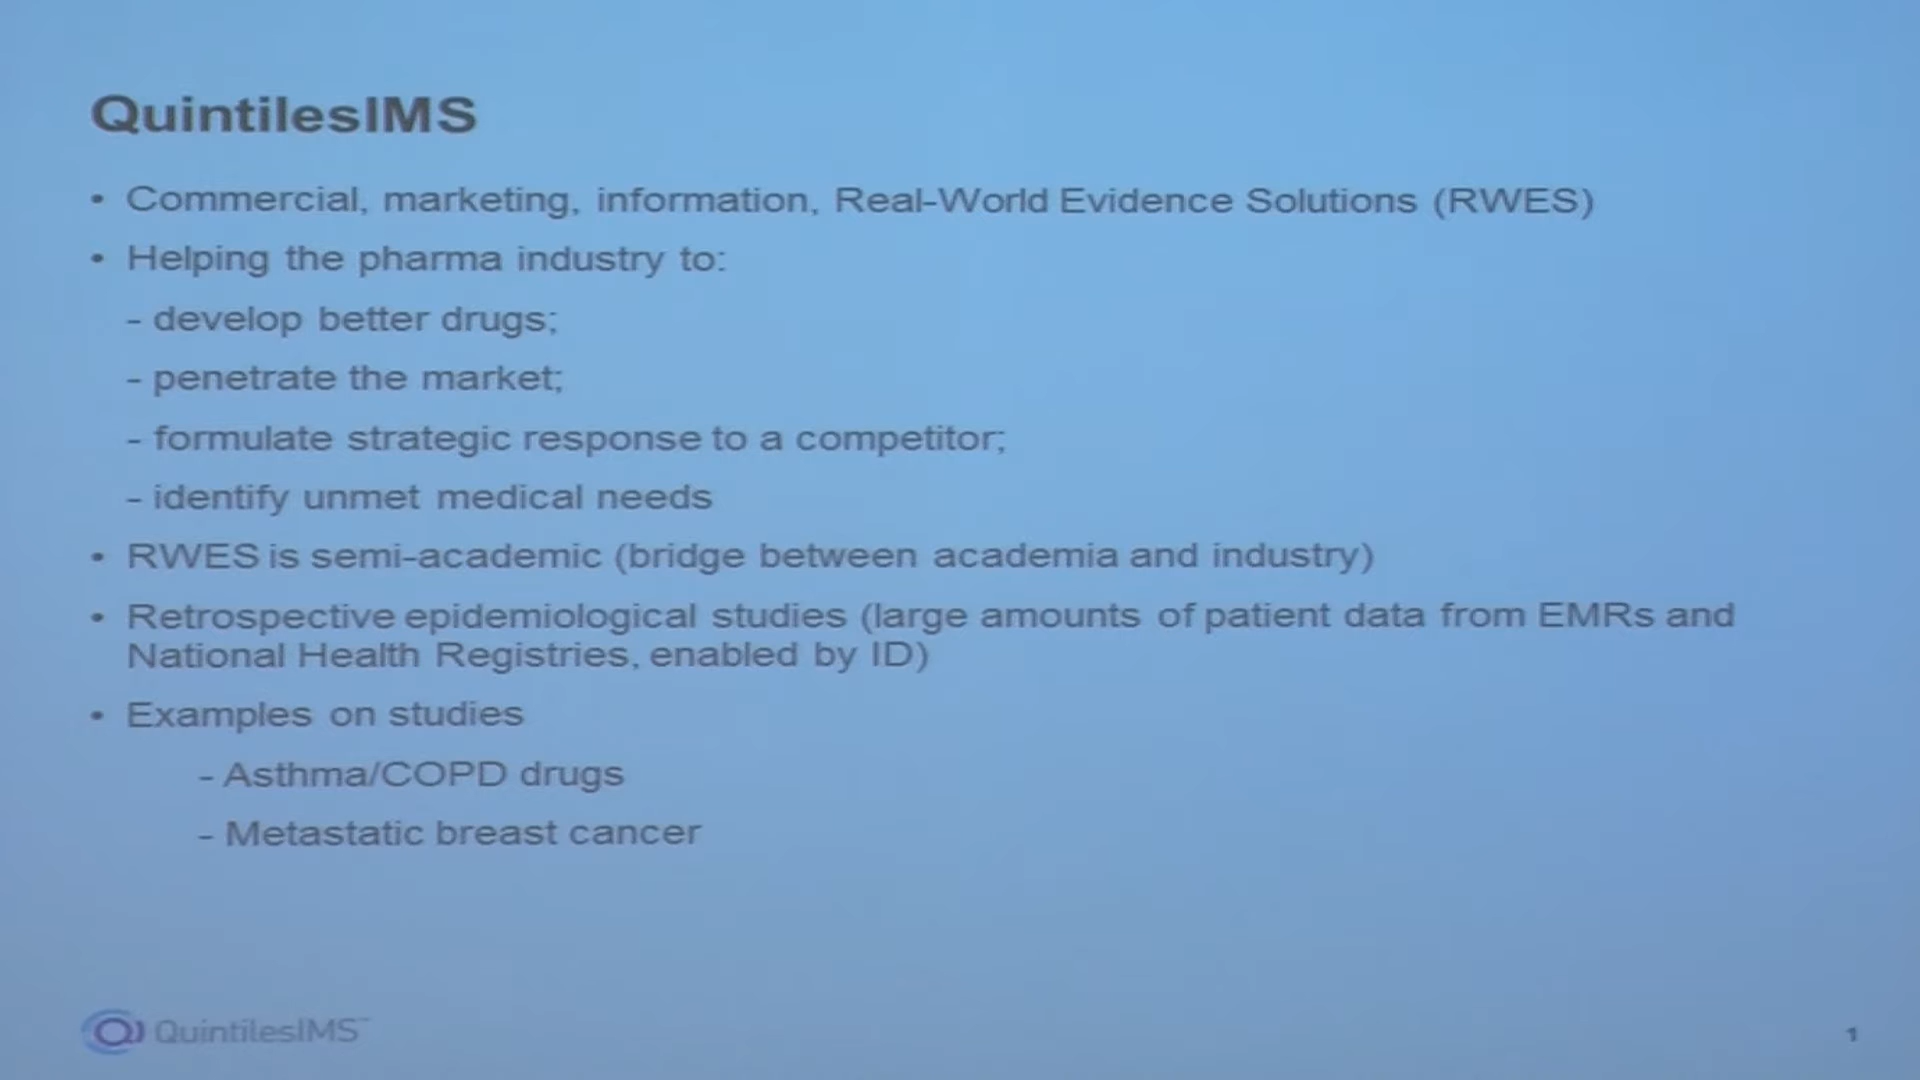 QuintilesIMS
• Commercial, marketing, information, Real-World Evidence Solutions (RWES)
• Helping the pharma industry to:
- develop better drugs;
- penetrate the market;
- formulate strategic response to a competitor;
- identify unmet medical needs
• RWES is semi-academic (bridge between academia and industry)
• Retrospective epidemiological studies (large amounts of patient data from EMRs and
National Health Registries, enabled by ID)
• Examples on studies
- Asthma/COPD drugs
- Metastatic breast cancer
QuintilesIMS™
1